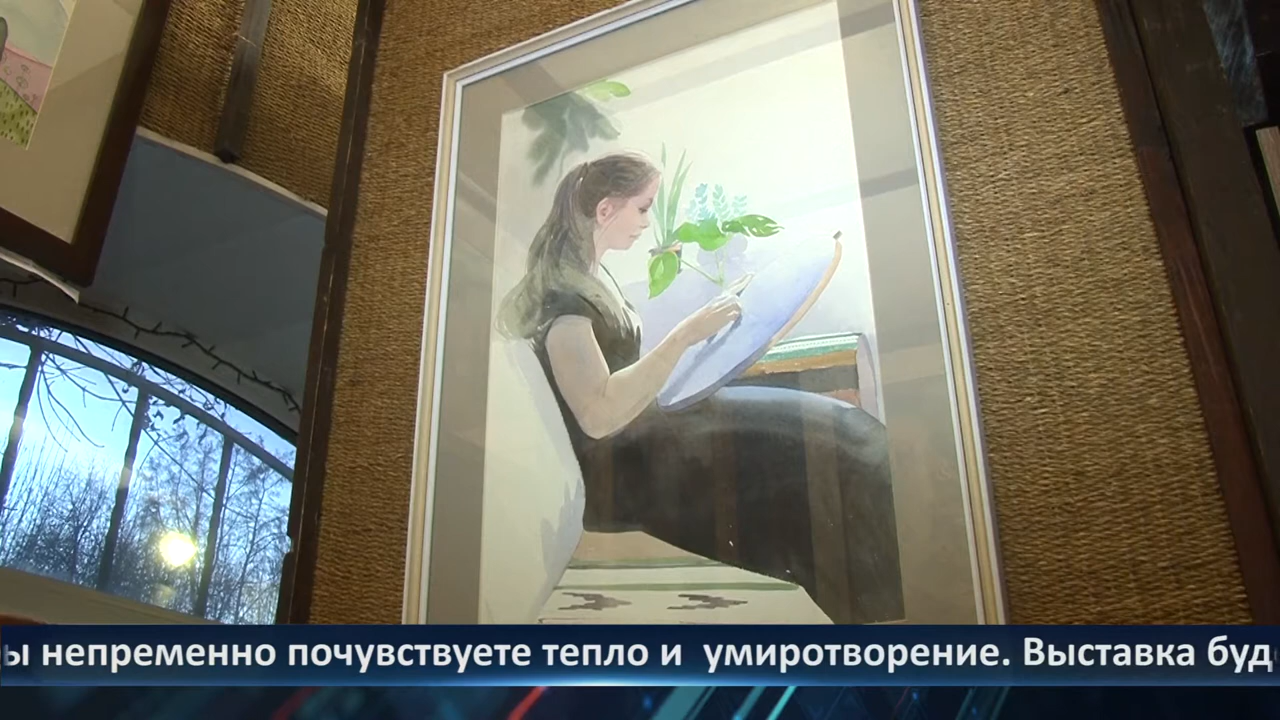 ы непременно почувствуете тепло и умиротворение. Выставка буд